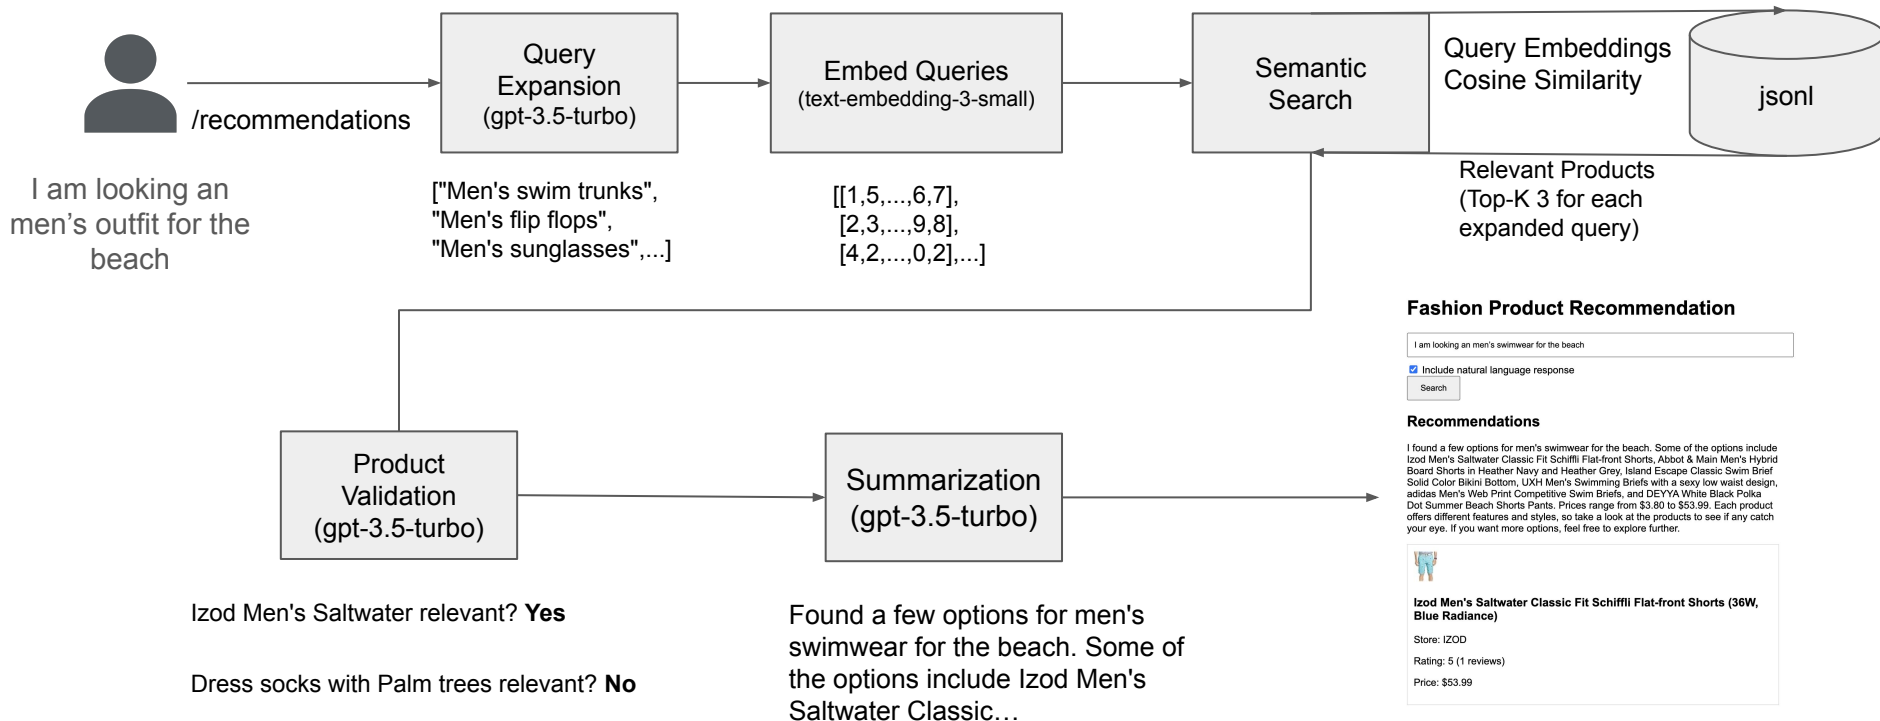 /recommendations
I am looking an
men’s outfit for the
beach
Query
Expansion
(gpt-3.5-turbo)
["Men's swim trunks",
"Men's flip flops",
"Men's sunglasses",...]
Embed Queries
(text-embedding-3-small)
[[1,5,...,6,7],
[2,3,...,9,8],
[4,2,...,0,2],...]
Semantic
Search
Query Embeddings
Cosine Similarity
jsonl
Relevant Products
(Top-K 3 for each
expanded query)
Product
Validation
(gpt-3.5-turbo)
Izod Men's Saltwater relevant? Yes
Dress socks with Palm trees relevant? No
Summarization
(gpt-3.5-turbo)
Found a few options for men's
swimwear for the beach. Some of
the options include Izod Men's
Saltwater Classic…
Fashion Product Recommendation
I am looking an men's swimwear for the beach
Include natural language response
Search
Recommendations
I found a few options for men's swimwear for the beach. Some of the options include
Izod Men's Saltwater Classic Fit Schiffli Flat-front Shorts, Abbot & Main Men's Hybrid
Board Shorts in Heather Navy and Heather Grey, Island Escape Classic Swim Brief
Solid Color Bikini Bottom, UXH Men's Swimming Briefs with a sexy low waist design,
adidas Men's Web Print Competitive Swim Briefs, and DEYYA White Black Polka
Dot Summer Beach Shorts Pants. Prices range from $3.80 to $53.99. Each product
offers different features and styles, so take a look at the products to see if any catch
your eye. If you want more options, feel free to explore further.
Izod Men's Saltwater Classic Fit Schiffli Flat-front Shorts (36W,
Blue Radiance)
Store: IZOD
Rating: 5 (1 reviews)
Price: $53.99